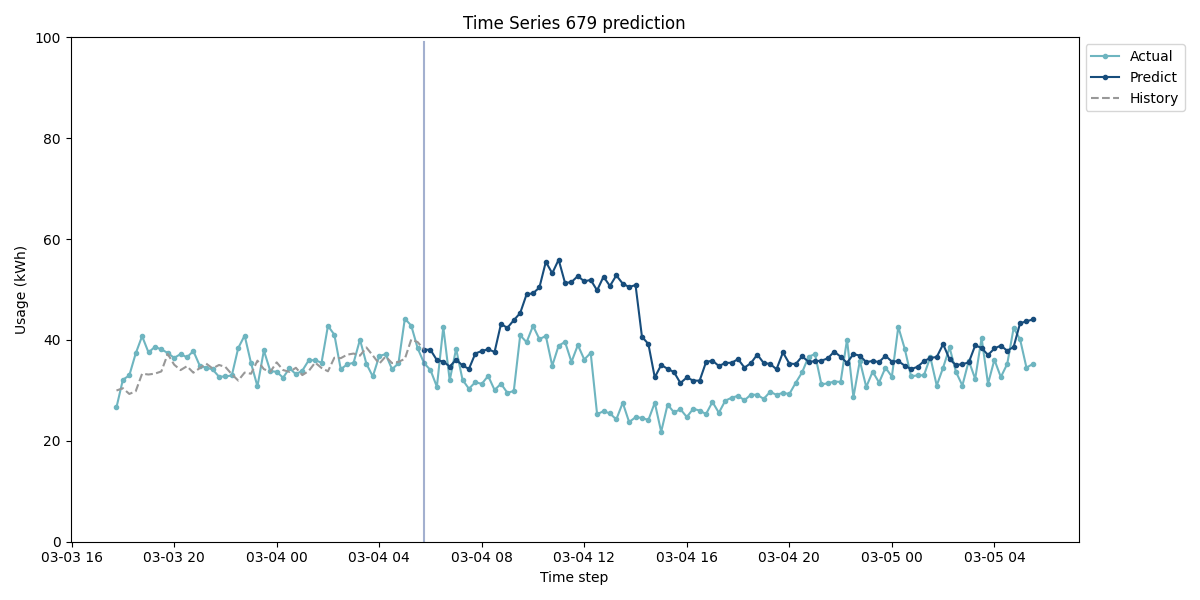 Time Series 679 prediction
100
80
60
40
20
0
Usage (kWh)
03-03 16
03-03 20
03-04 00
03-04 04
03-04 08
03-04 12
03-04 16
03-04 20
03-05 00
03-05 04
Time step
Actual
Predict
History